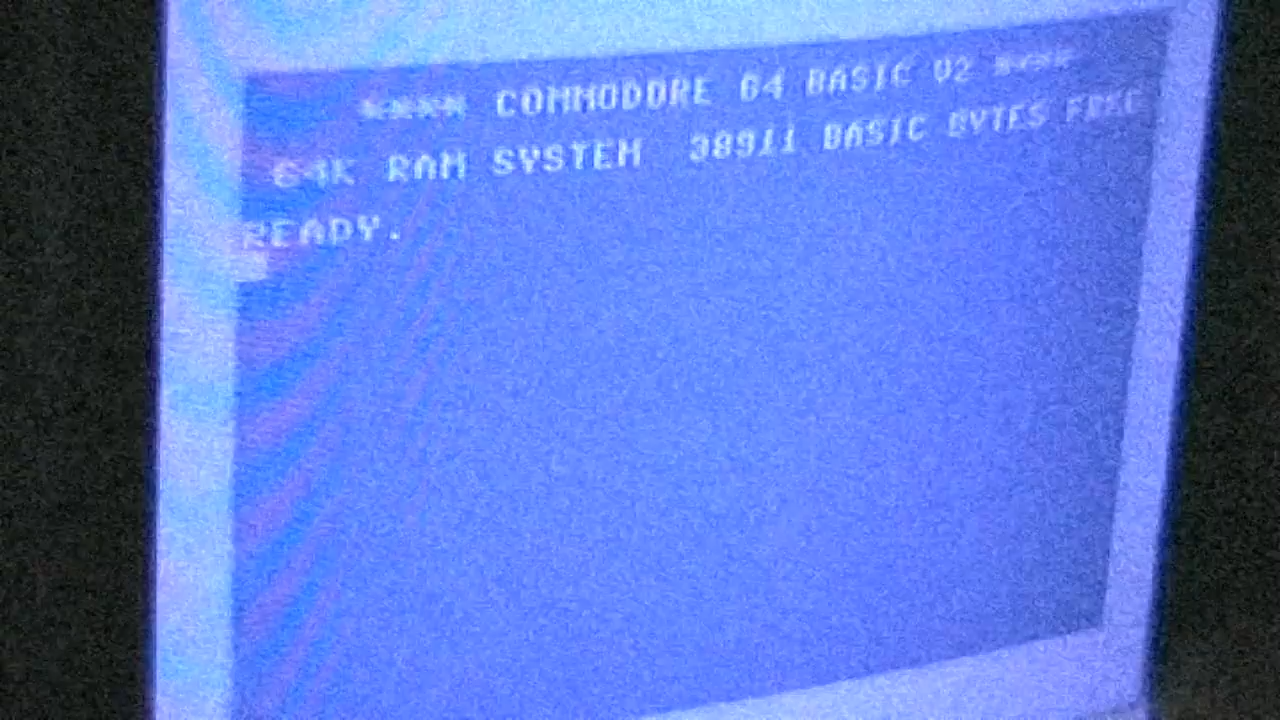 **** COMMODORE 64 BASIC V2 ****
64K RAM SYSTEM 38911 BASIC BYTES FREE
READY.